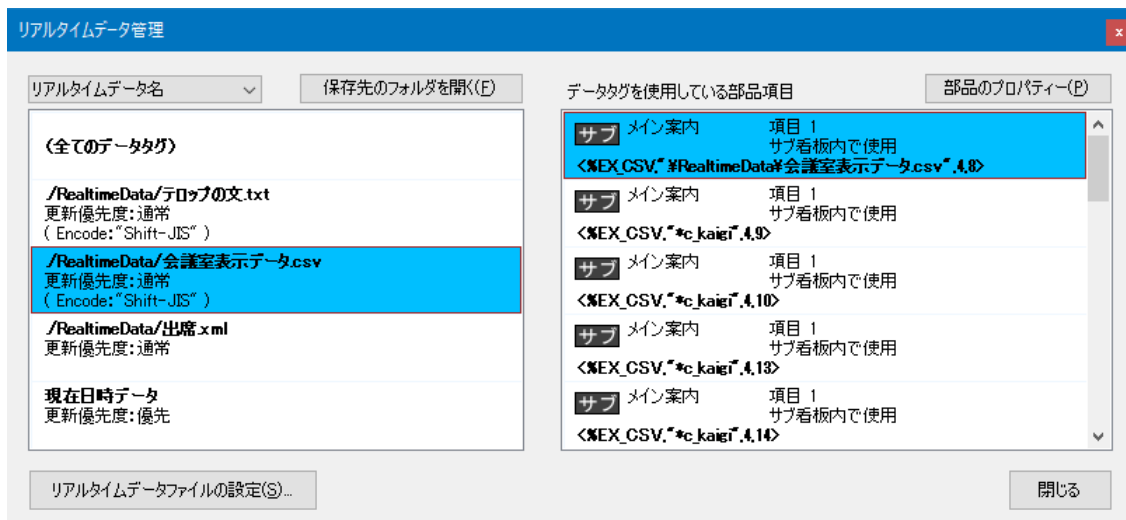 リアルタイムデータ管理
x
リアルタイムデータ名
保存先のフォルダを開く(F)
〈全てのデータタグ〉
./RealtimeData/テロップの文.txt
更新優先度:通常
( Encode:"Shift-JIS" )
./RealtimeData/会議室表示データ.csv
更新優先度:通常
( Encode:"Shift-JIS" )
./RealtimeData/出席.xml
更新優先度:通常
現在日時データ
更新優先度:優先
リアルタイムデータファイルの設定(S)...
データタグを使用している部品項目
部品のプロパティー(P)
サブ メイン案内 項目 1
サブ看板内で使用
<%EX_CSV,".¥RealtimeData¥会議室表示データ.csv",4,8>
サブ メイン案内 項目 1
サブ看板内で使用
<%EX_CSV,"*c_kaigi",4,9>
サブ メイン案内 項目 1
サブ看板内で使用
<%EX_CSV,"*c_kaigi",4,10>
サブ メイン案内 項目 1
サブ看板内で使用
<%EX_CSV,"*c_kaigi",4,13>
サブ メイン案内 項目 1
サブ看板内で使用
<%EX_CSV,"*c_kaigi",4,14>
閉じる